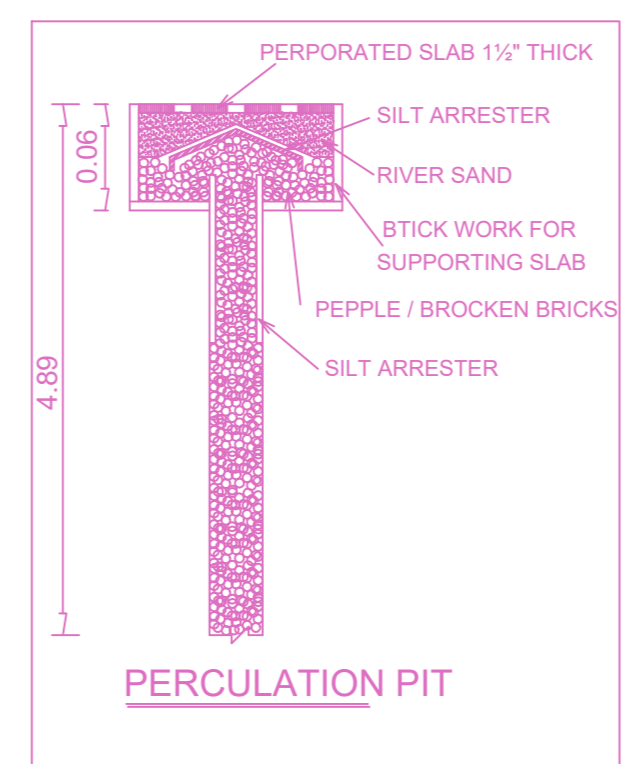 PERPORATED SLAB 1½" THICK
SILT ARRESTER
RIVER SAND
BTICK WORK FOR
SUPPORTING SLAB
PEPPLE / BROCKEN BRICKS
SILT ARRESTER
0.06
4.89
PERCULATION PIT